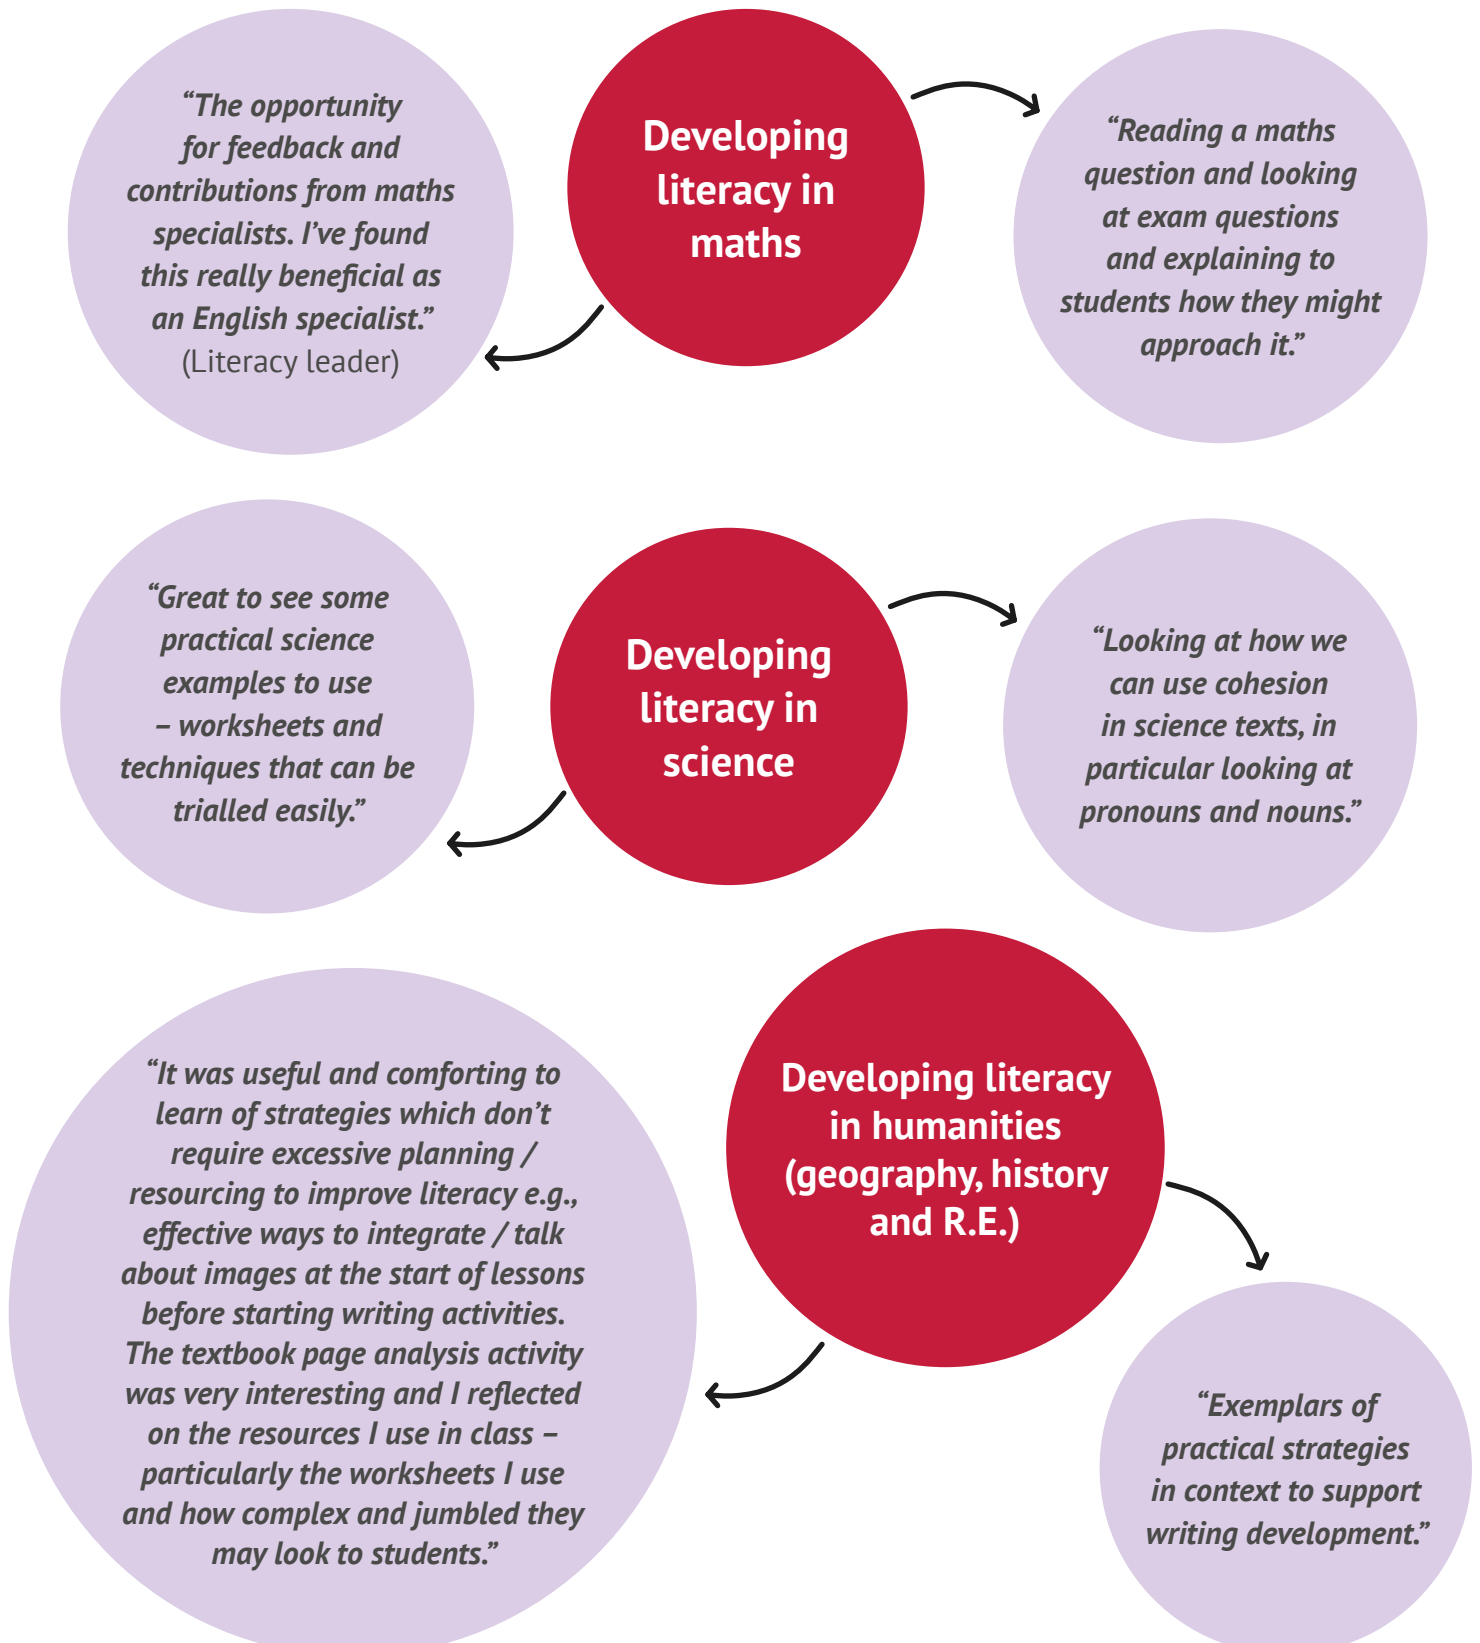 “The opportunity
for feedback and
contributions from maths
specialists. I’ve found
this really beneficial as
an English specialist.”
(Literacy leader)
Developing
literacy in
maths
“Reading a maths
question and looking
at exam questions
and explaining to
students how they might
approach it.”
“Great to see some
practical science
examples to use
– worksheets and
techniques that can be
trialled easily.”
Developing
literacy in
science
“Looking at how we
can use cohesion
in science texts, in
particular looking at
pronouns and nouns.”
“It was useful and comforting to
learn of strategies which don’t
require excessive planning /
resourcing to improve literacy e.g.,
effective ways to integrate / talk
about images at the start of lessons
before starting writing activities.
The textbook page analysis activity
was very interesting and I reflected
on the resources I use in class –
particularly the worksheets I use
and how complex and jumbled they
may look to students.”
Developing literacy
in humanities
(geography, history
and R.E.)
“Exemplars of
practical strategies
in context to support
writing development.”